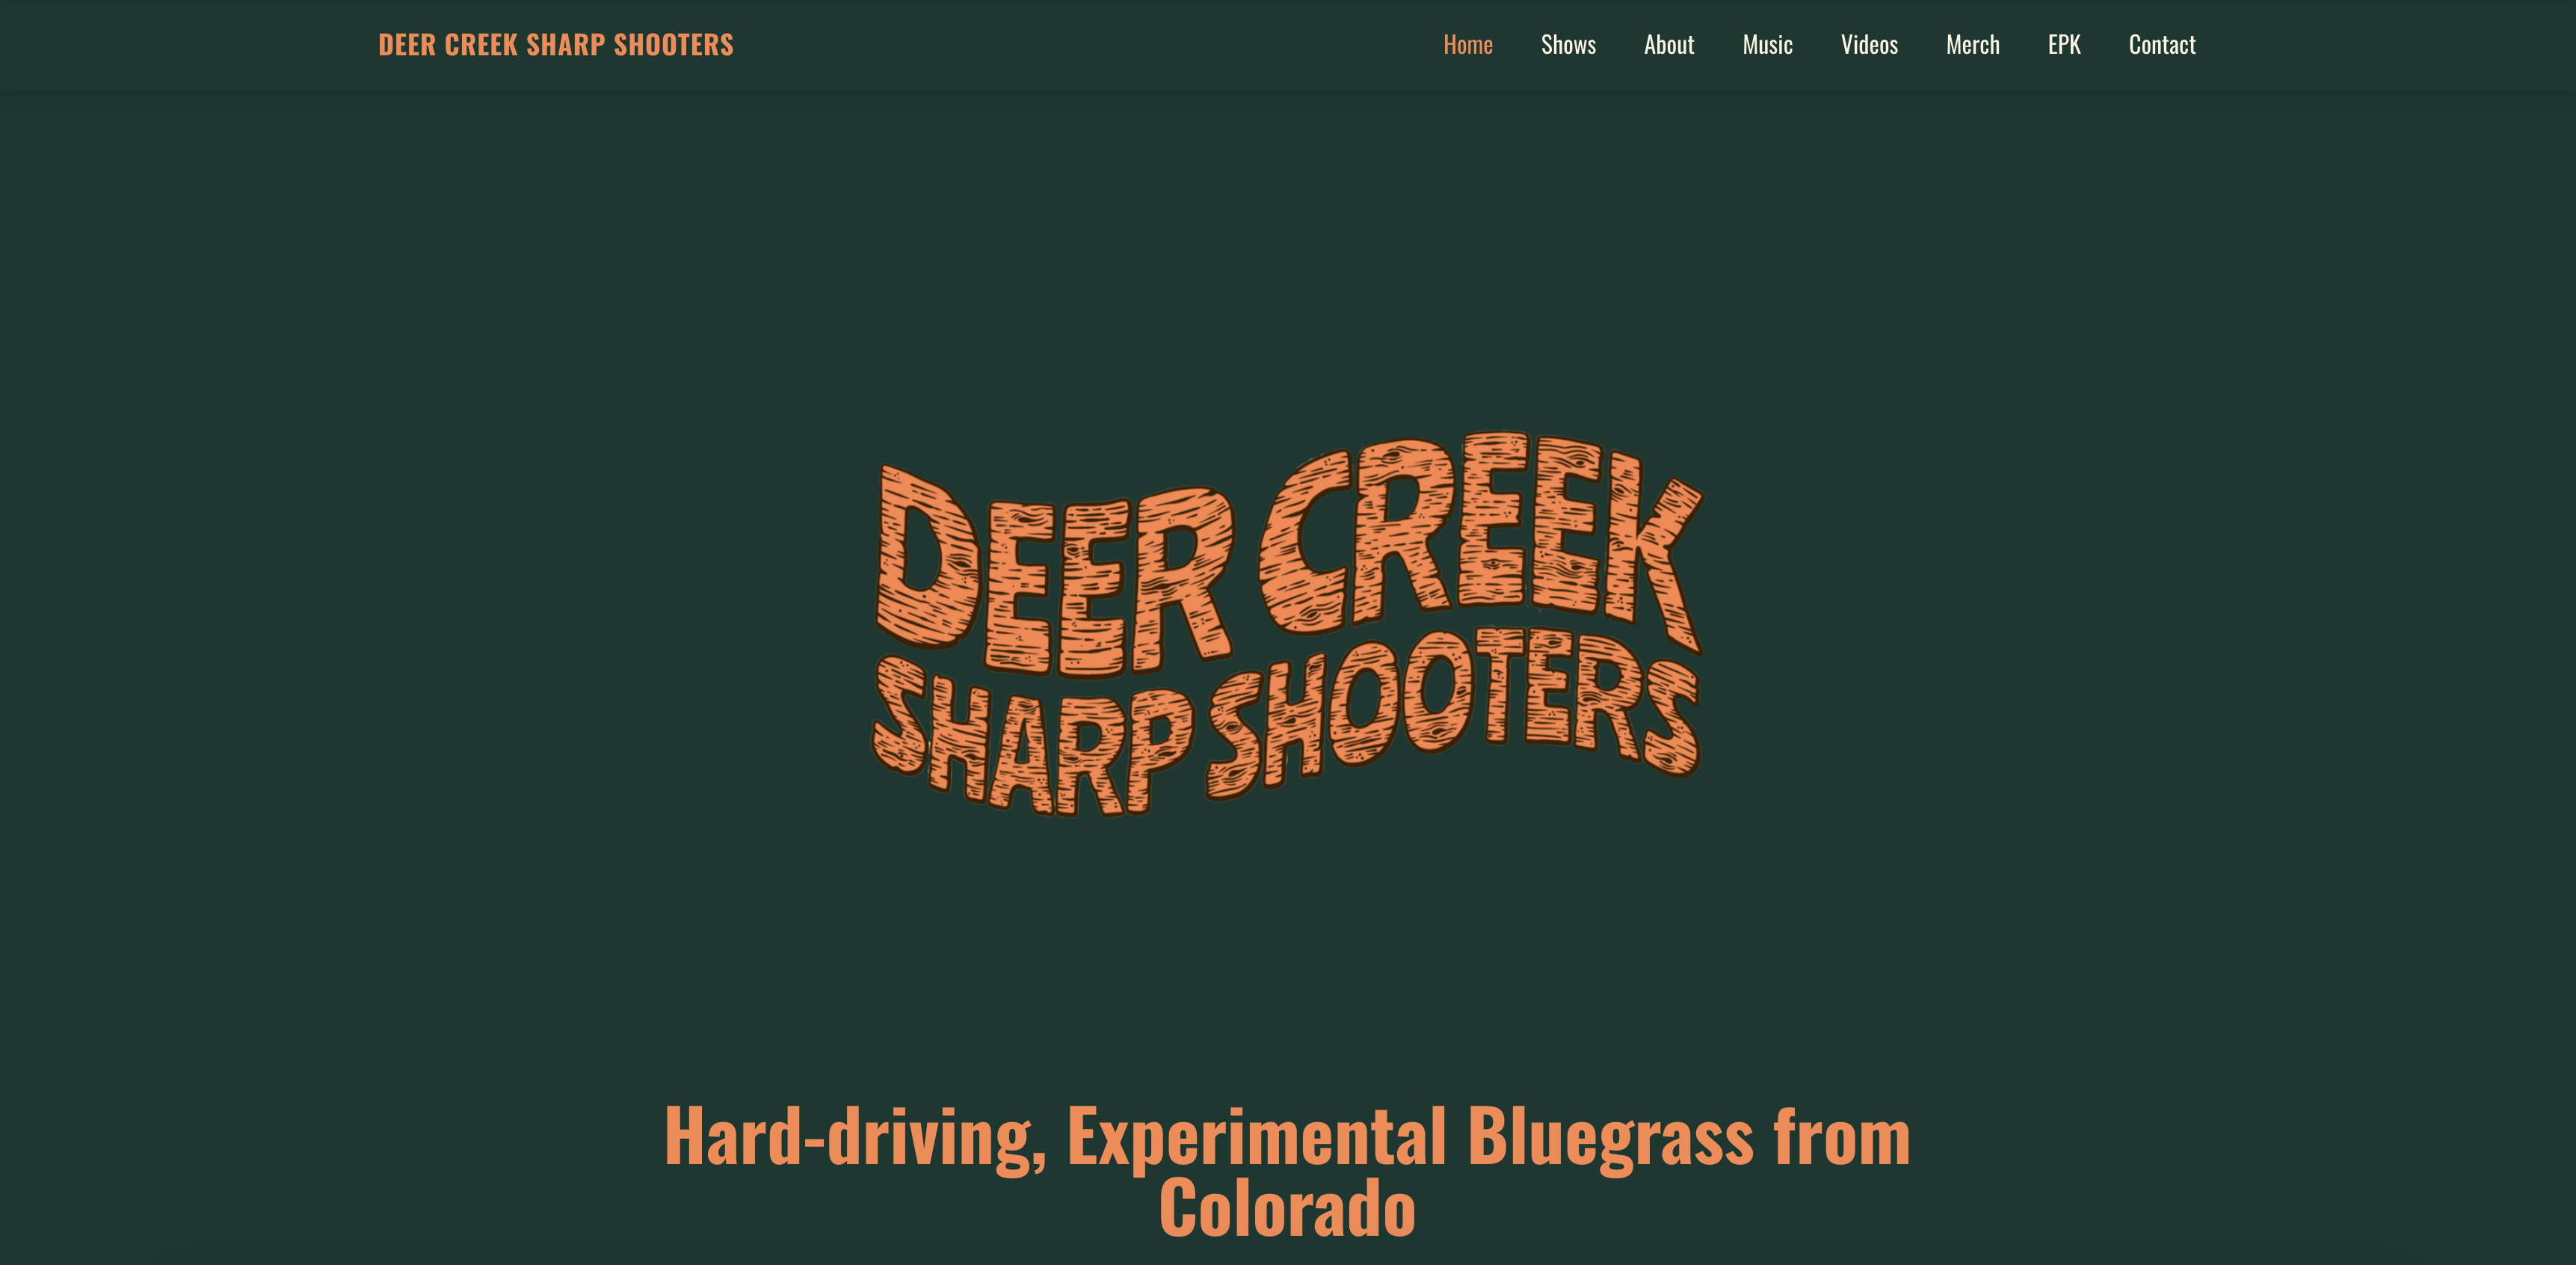 DEER CREEK SHARP SHOOTERS
Home Shows About Music Videos Merch EPK Contact
DEER CREEK
SHARP SHOOTERS
Hard-driving, Experimental Bluegrass from
Colorado